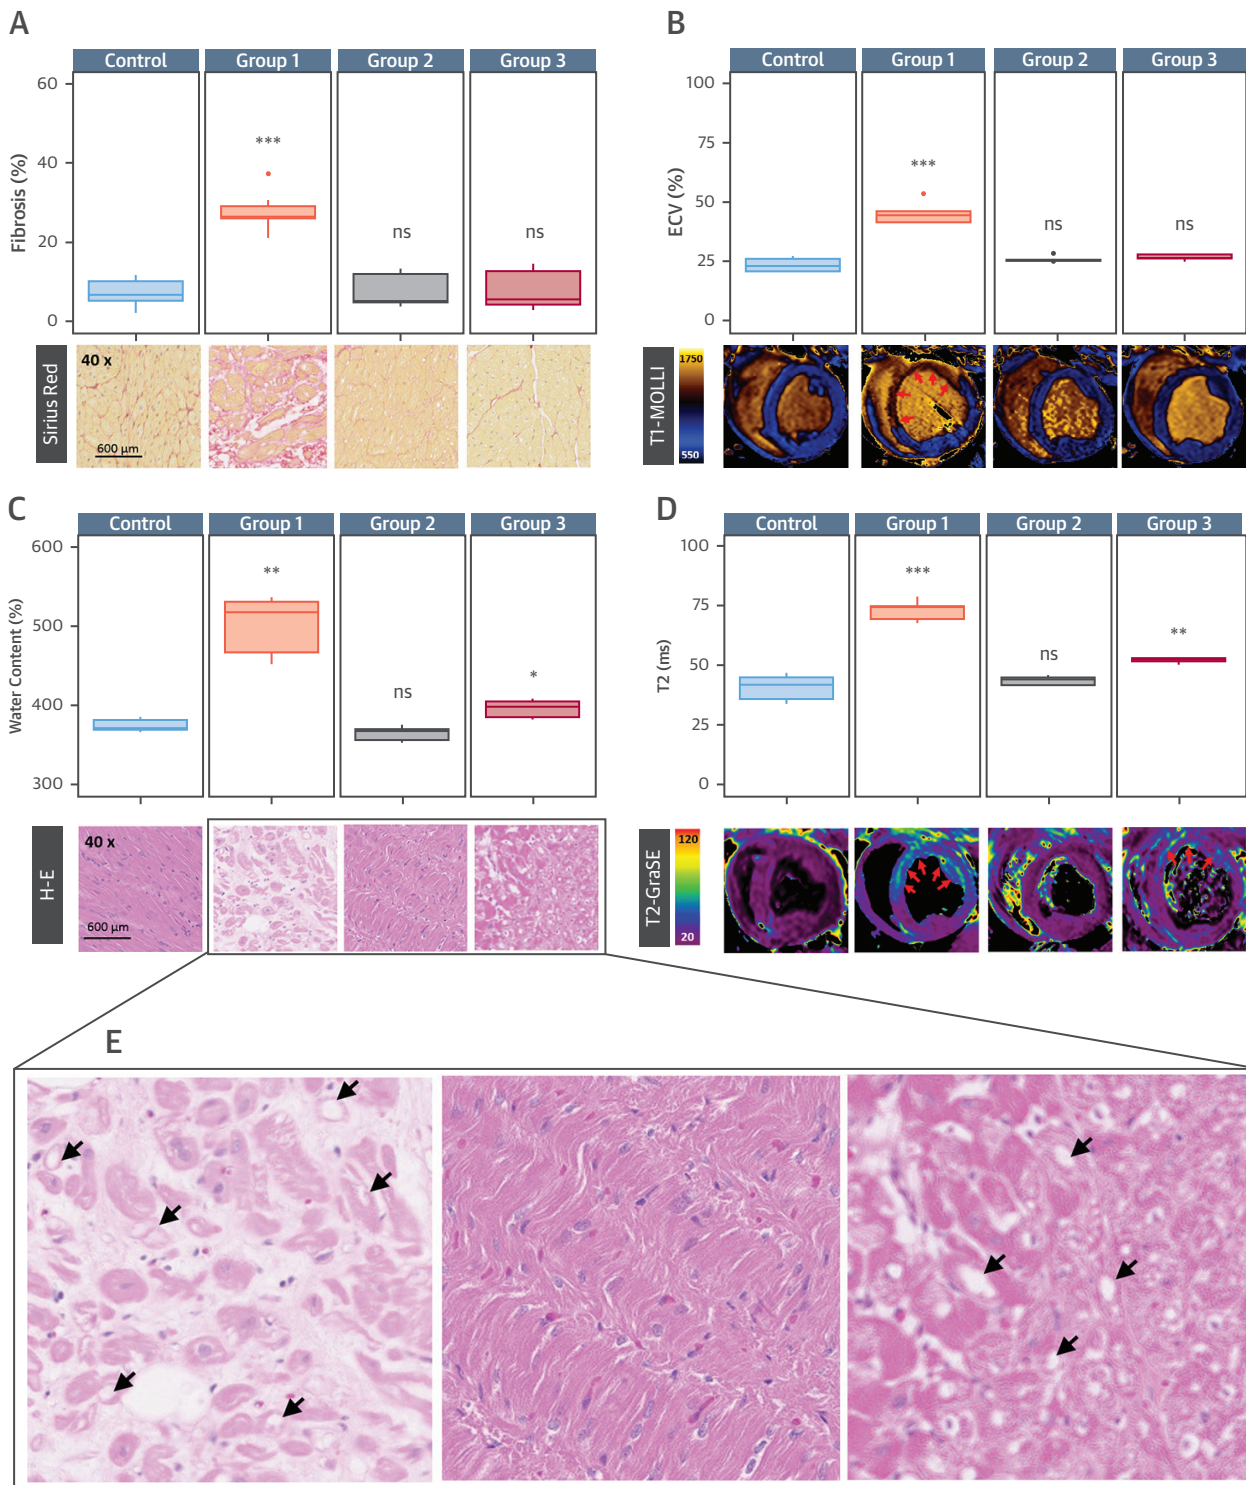 A
Control Group 1 Group 2 Group 3
Fibrosis (%)
60
40
20
0
***
ns
ns
Sirius Red
40 x
600 µm
B
Control Group 1 Group 2 Group 3
ECV (%)
100
75
50
25
0
***
ns
ns
T1-MOLLI
1750
550
C
Control Group 1 Group 2 Group 3
Water Content (%)
600
500
400
300
**
ns
*
H-E
40 x
600 µm
D
Control Group 1 Group 2 Group 3
T2 (ms)
100
75
50
25
0
***
ns
**
T2-GraSE
120
20
E